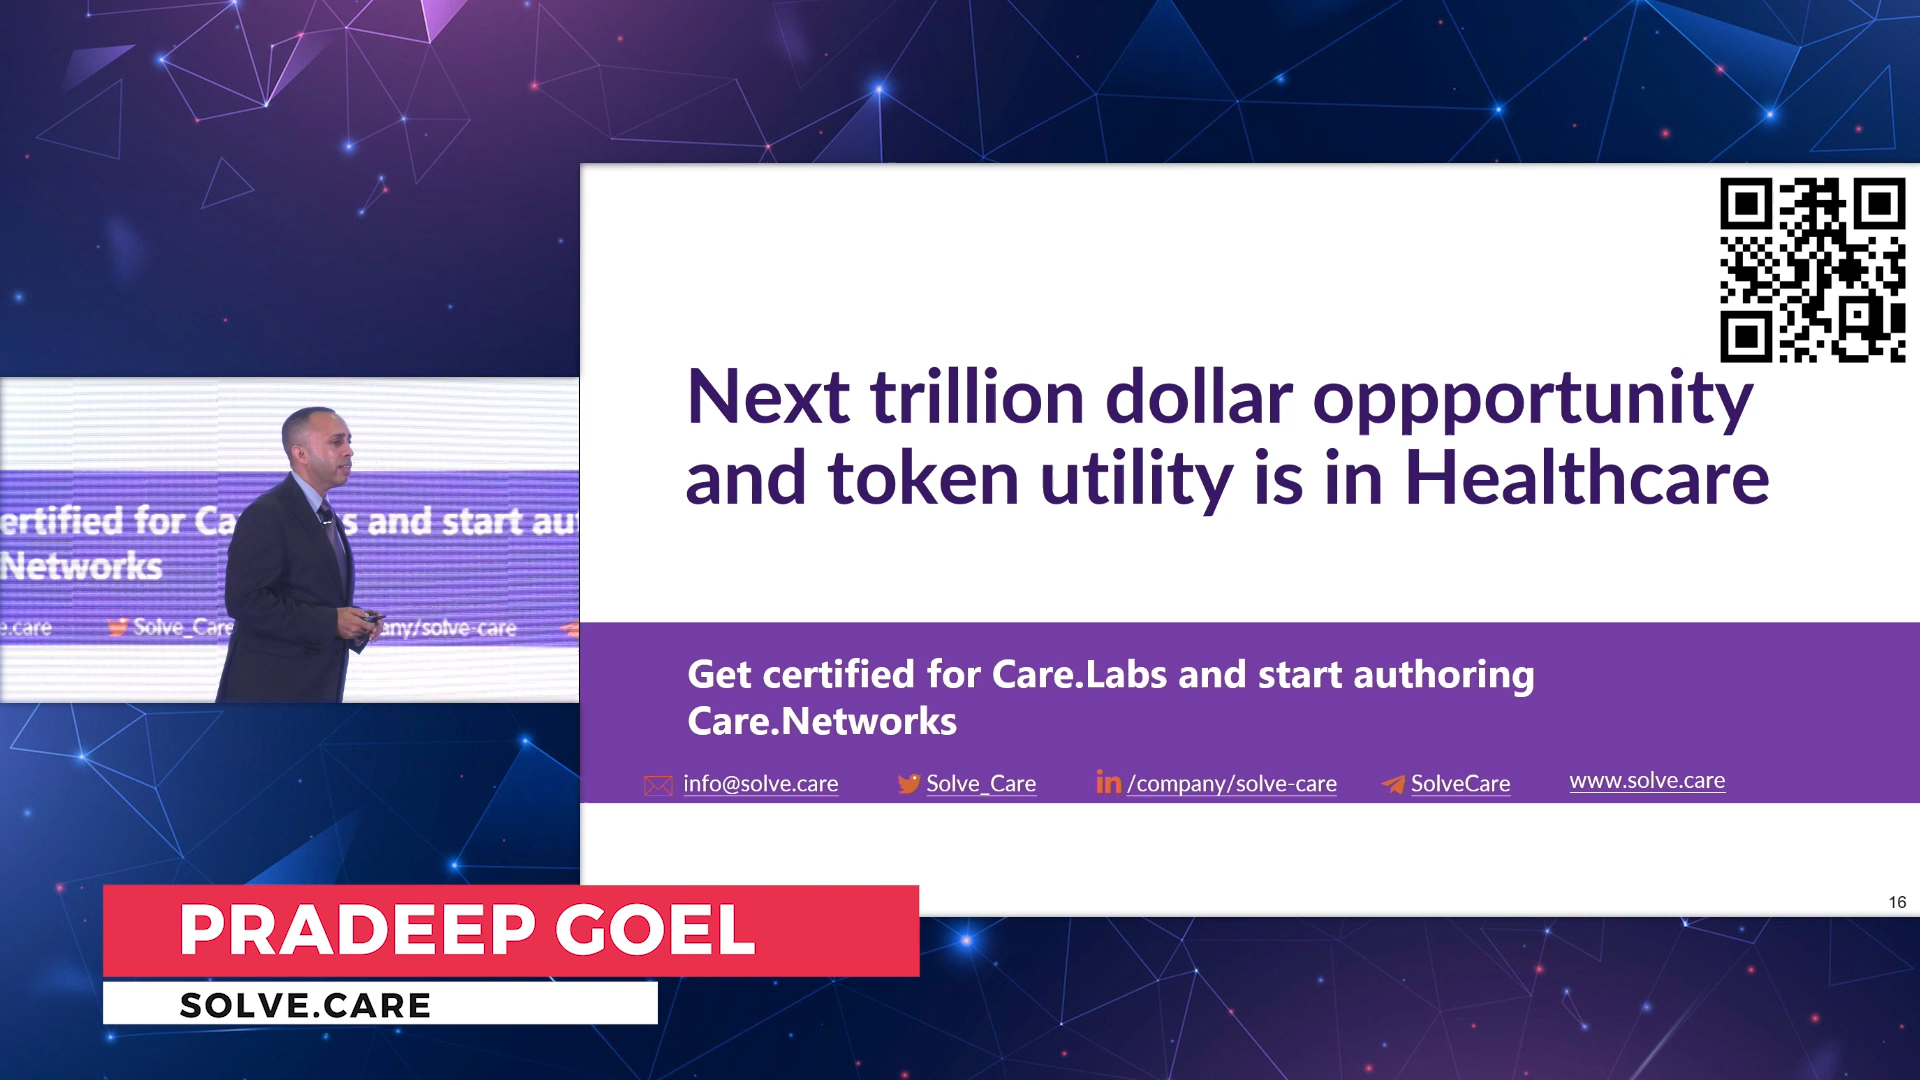 Next trillion dollar oppportunity
and token utility is in Healthcare
Get certified for Care.Labs and start authoring
Care.Networks
info@solve.care Solve_Care in /company/solve-care SolveCare www.solve.care
16
ertified for Ca s and start au
Networks
e.care Solve_Care any/solve-care
PRADEEP GOEL
SOLVE.CARE